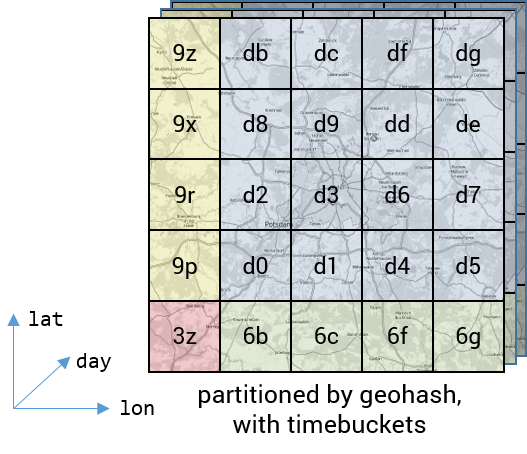 9z db dc df dg
9x d8 d9 dd de
9r d2 d3 d6 d7
Potsdam
9p d0 d1 d4 d5
3z 6b 6c 6f 6g
lat
day
lon
partitioned by geohash,
with timebuckets